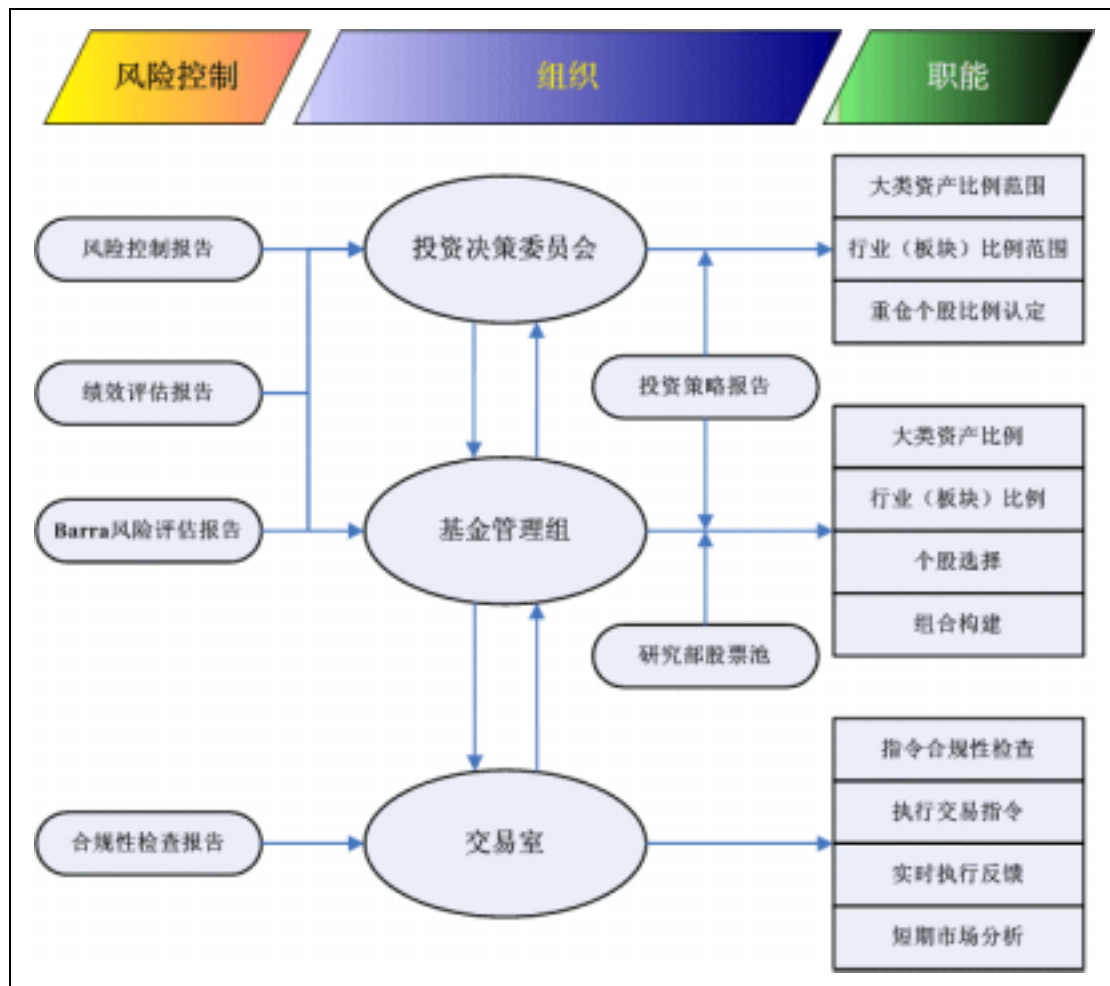 风险控制
组织
职能
大类资产比例范围
风险控制报告
投资决策委员会
行业（板块）比例范围
重仓个股比例认定
绩效评估报告
投资策略报告
大类资产比例
行业（板块）比例
Barra风险评估报告
基金管理组
个股选择
组合构建
研究部股票池
指令合规性检查
执行交易指令
合规性检查报告
交易室
实时执行反馈
短期市场分析